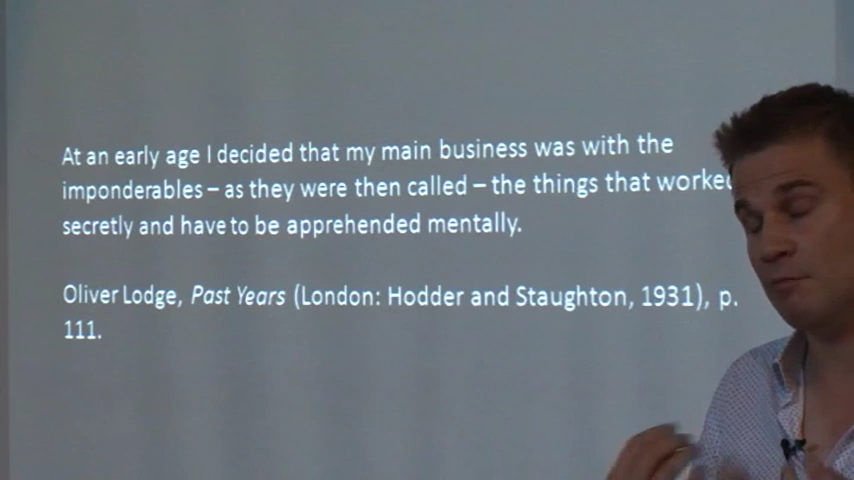 At an early age I decided that my main business was with the
imponderables – as they were then called – the things that worked
secretly and have to be apprehended mentally.
Oliver Lodge, Past Years (London: Hodder and Staughton, 1931), p.
111.